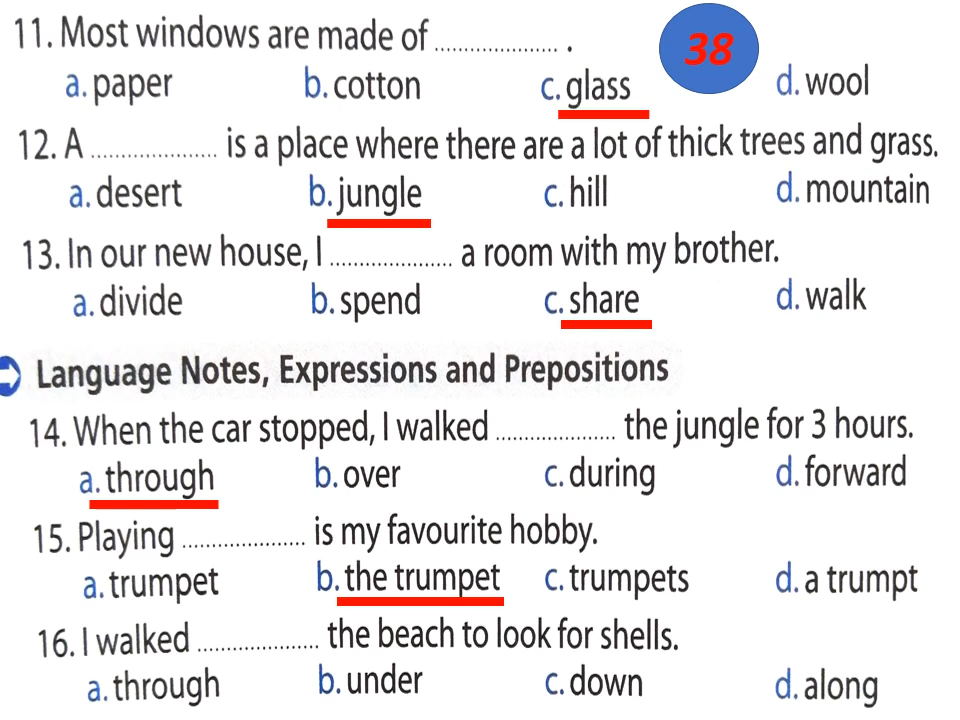 11. Most windows are made of ..................... .
38
a. paper b. cotton c. glass d. wool
12. A ..................... is a place where there are a lot of thick trees and grass.
a. desert b. jungle c. hill d. mountain
13. In our new house, I ..................... a room with my brother.
a. divide b. spend c. share d. walk
Language Notes, Expressions and Prepositions
14. When the car stopped, I walked ..................... the jungle for 3 hours.
a. through b. over c. during d. forward
15. Playing ..................... is my favourite hobby.
a. trumpet b. the trumpet c. trumpets d. a trumpt
16. I walked ..................... the beach to look for shells.
a. through b. under c. down d. along